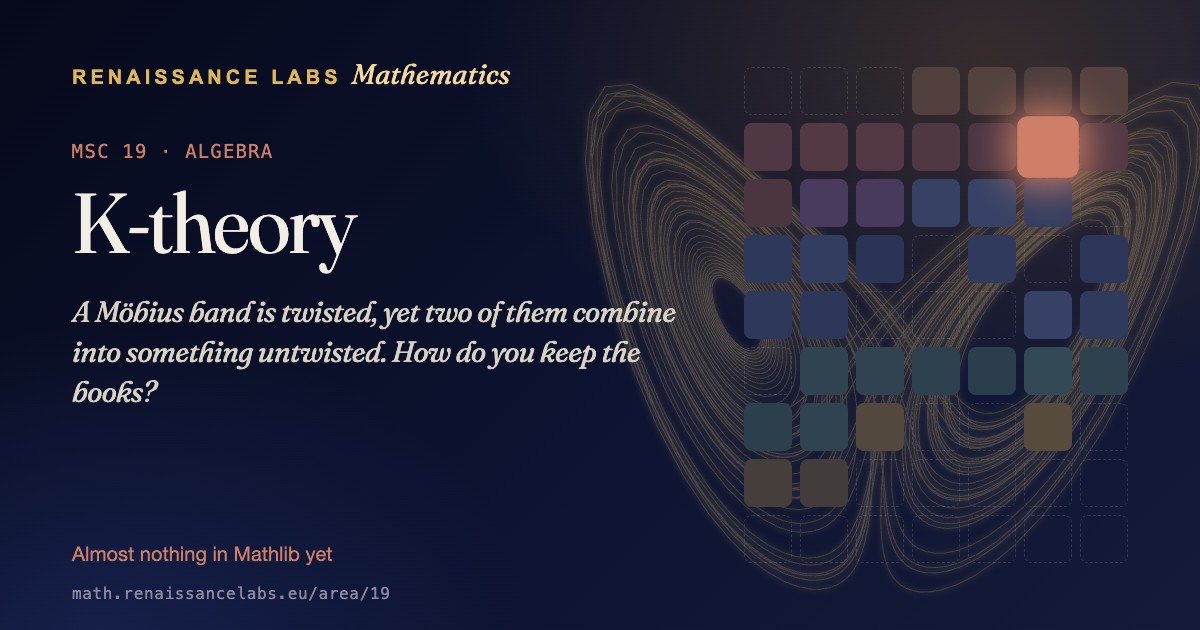 RENAISSANCE LABS Mathematics
MSC 19 · ALGEBRA
K-theory
A Möbius band is twisted, yet two of them combine
into something untwisted. How do you keep the
books?
Almost nothing in Mathlib yet
math.renaissancelabs.eu/area/19